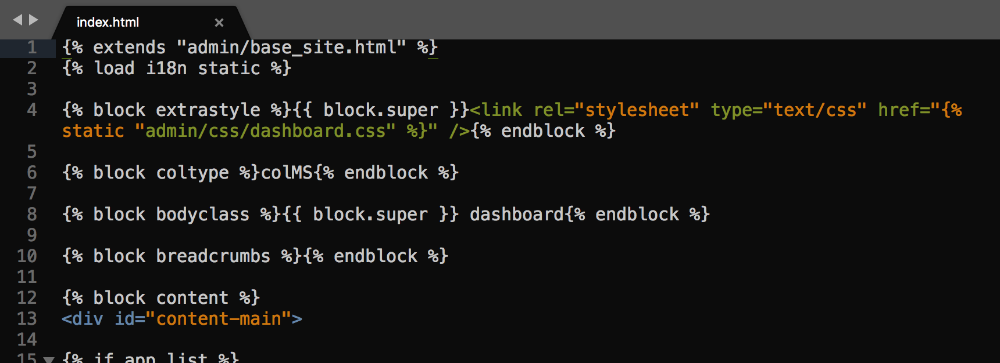 index.html ×
1 {% extends "admin/base_site.html" %}
2 {% load i18n static %}
3
4 {% block extrastyle %}{{ block.super }}<link rel="stylesheet" type="text/css" href="{%
static "admin/css/dashboard.css" %}" />{% endblock %}
5
6 {% block coltype %}colMS{% endblock %}
7
8 {% block bodyclass %}{{ block.super }} dashboard{% endblock %}
9
10 {% block breadcrumbs %}{% endblock %}
11
12 {% block content %}
13 <div id="content-main">
14
15 {% if app_list %}